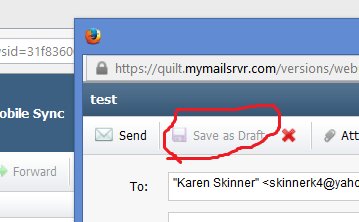 ysid=31f8360
https://quilt.mymailsrvr.com/versions/web
test
obile Sync
Send Save as Draft Att
Forward
To: "Karen Skinner" <skinnerk4@yaho